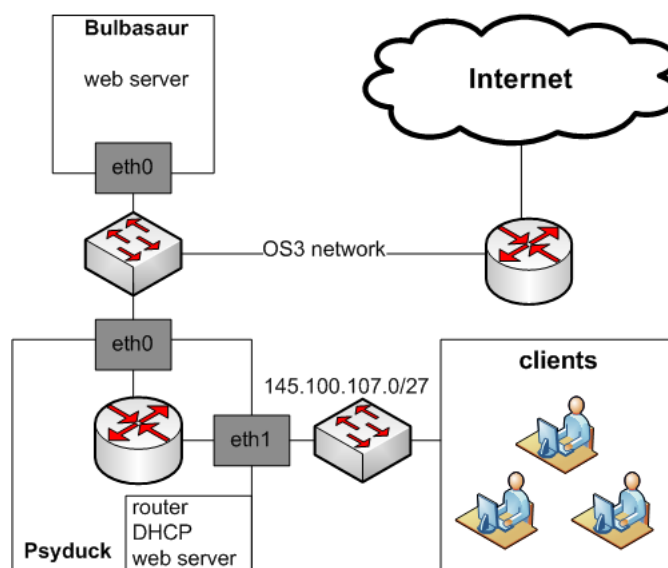 Bulbasaur
web server
eth0
Internet
OS3 network
eth0
eth1
145.100.107.0/27
clients
router
DHCP
web server
Psyduck